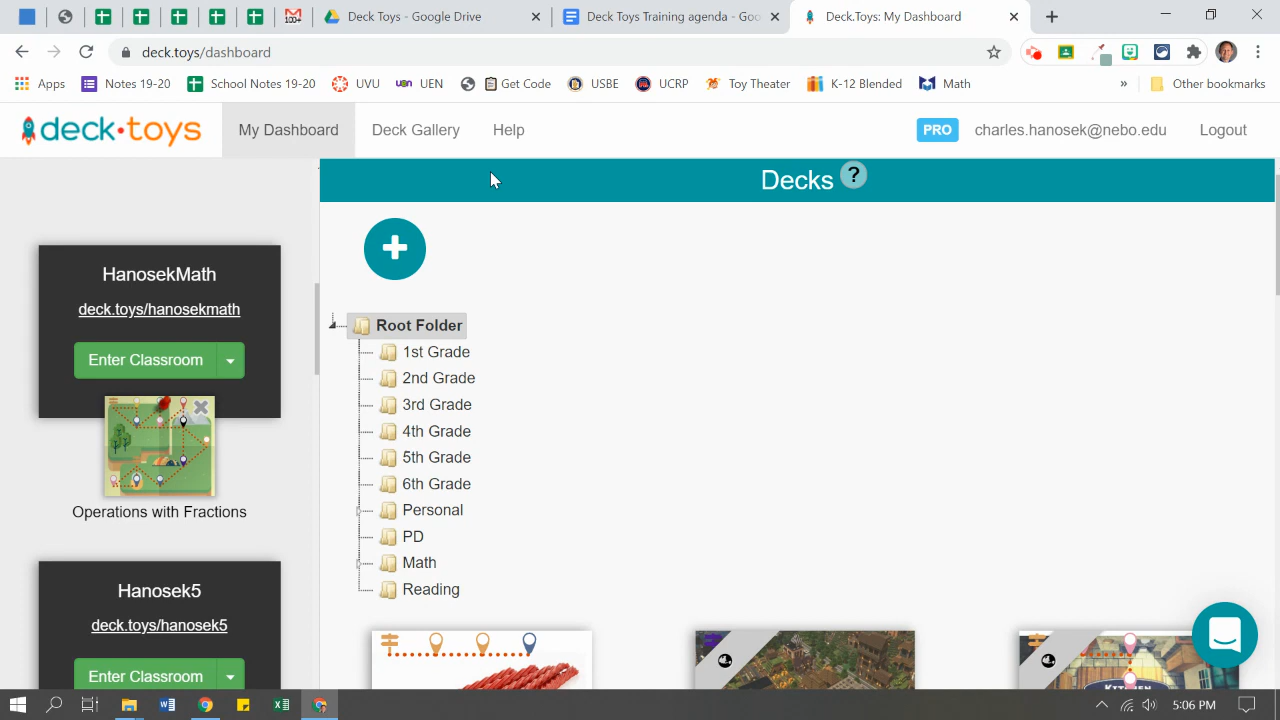 100+
Deck Toys - Google Drive
Deck Toys Training agenda - Goo
Deck.Toys: My Dashboard
deck.toys/dashboard
Apps
Notes 19-20
School Notes 19-20
UVU
UEN
Get Code
USBE
UCRP
Toy Theater
K-12 Blended
Math
»
Other bookmarks
deck•toys
My Dashboard
Deck Gallery
Help
PRO
charles.hanosek@nebo.edu
Logout
Decks ?
HanosekMath
deck.toys/hanosekmath
Enter Classroom
Operations with Fractions
Hanosek5
deck.toys/hanosek5
Enter Classroom
Root Folder
1st Grade
2nd Grade
3rd Grade
4th Grade
5th Grade
6th Grade
Personal
PD
Math
Reading
KITCHEN
5:06 PM